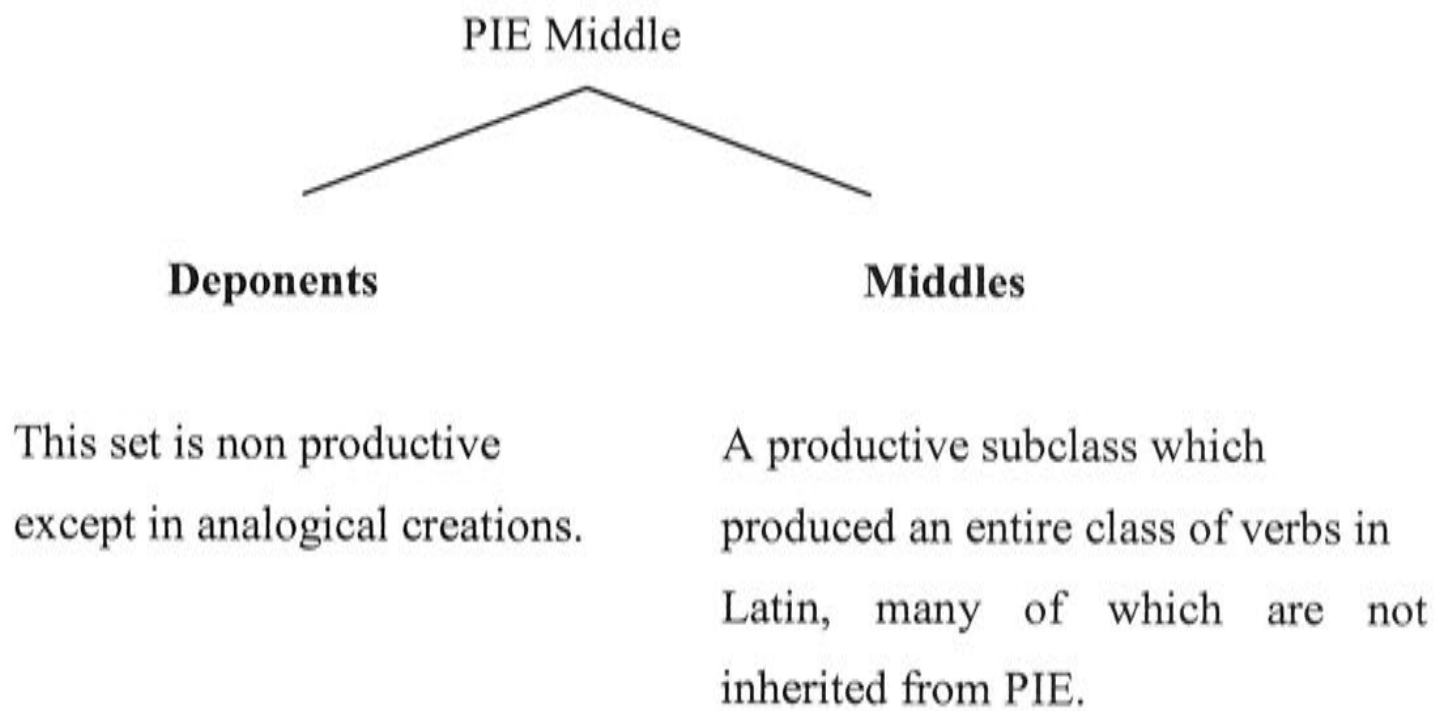 PIE Middle
Deponents
Middles
This set is non productive
except in analogical creations.
A productive subclass which
produced an entire class of verbs in
Latin, many of which are not
inherited from PIE.